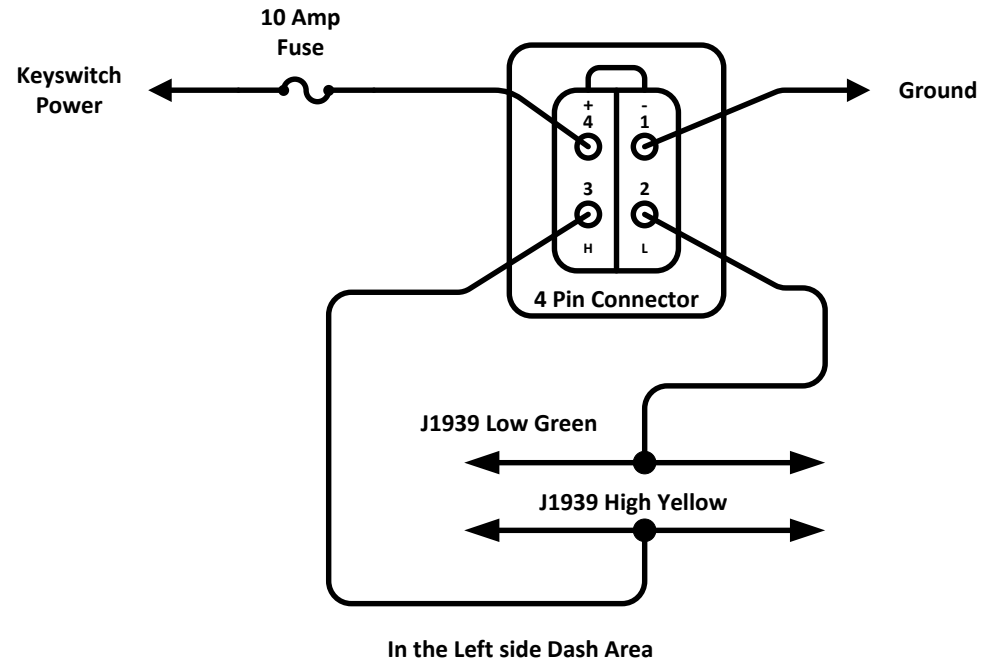 10 Amp
Fuse
Keyswitch
Power
Ground
+
-
4
1
3
2
H
L
4 Pin Connector
J1939 Low Green
J1939 High Yellow
In the Left side Dash Area